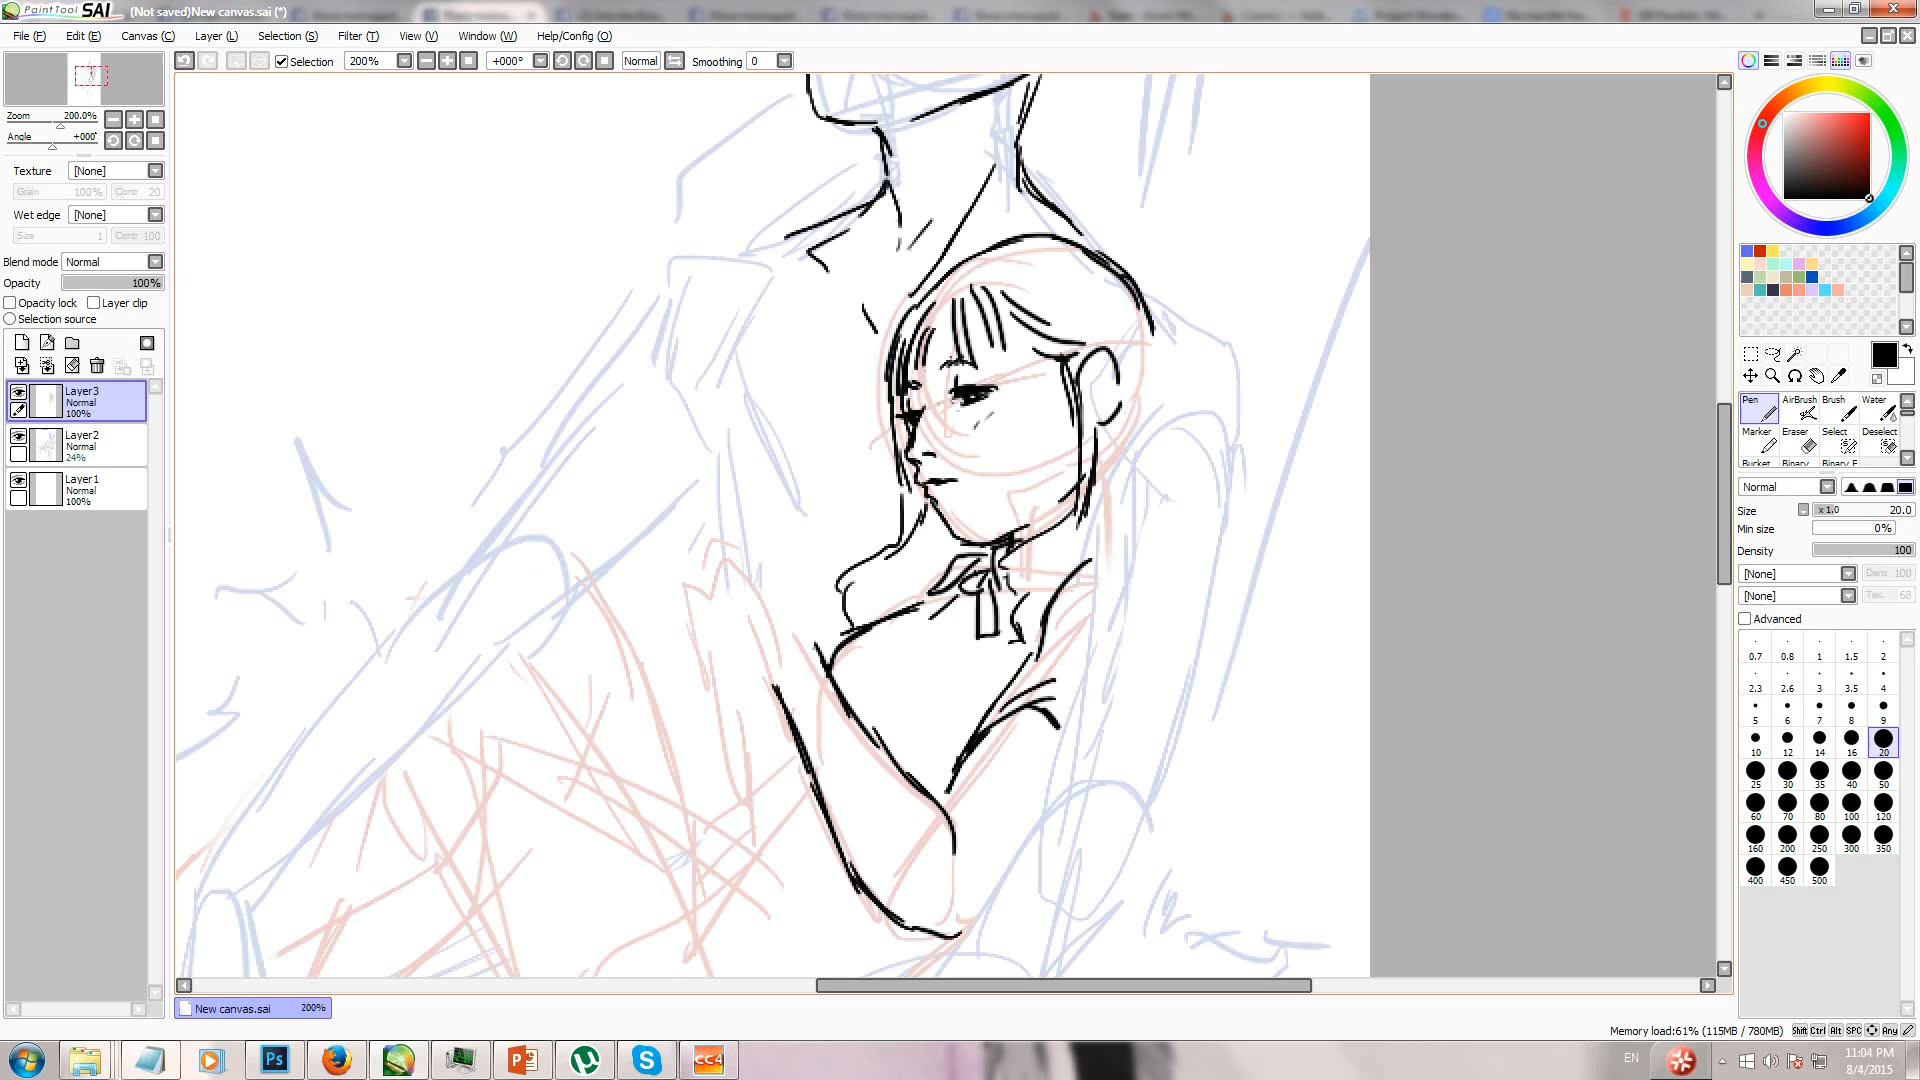 PaintTool SAI (Not saved)New canvas.sai (*)
File (F) Edit (E) Canvas (C) Layer (L) Selection (S) Filter (T) View (V) Window (W) Help/Config (O)
Selection 200% +000° Normal Smoothing 0
Zoom 200.0%
Angle +000°
Texture [None]
Grain 100% Contr 20
Wet edge [None]
Size 1 Contr 100
Blend mode Normal
Opacity 100%
Opacity lock Layer clip
Selection source
Layer3
Normal
100%
Layer2
Normal
24%
Layer1
Normal
100%
Pen AirBrush Brush Water
Marker Eraser Select Deselect
Bucket Binary Binary E
Normal
Size x 1.0 20.0
Min size 0%
Density 100
[None] Dens 100
[None] Tex. 68
Advanced
0.7 0.8 1 1.5 2
2.3 2.6 3 3.5 4
5 6 7 8 9
10 12 14 16 20
25 30 35 40 50
60 70 80 100 120
160 200 250 300 350
400 450 500
New canvas.sai 200%
Memory load:61% (115MB / 780MB) Shift Ctrl Alt SPC Any
Ps CC4 EN
11:04 PM
8/4/2015